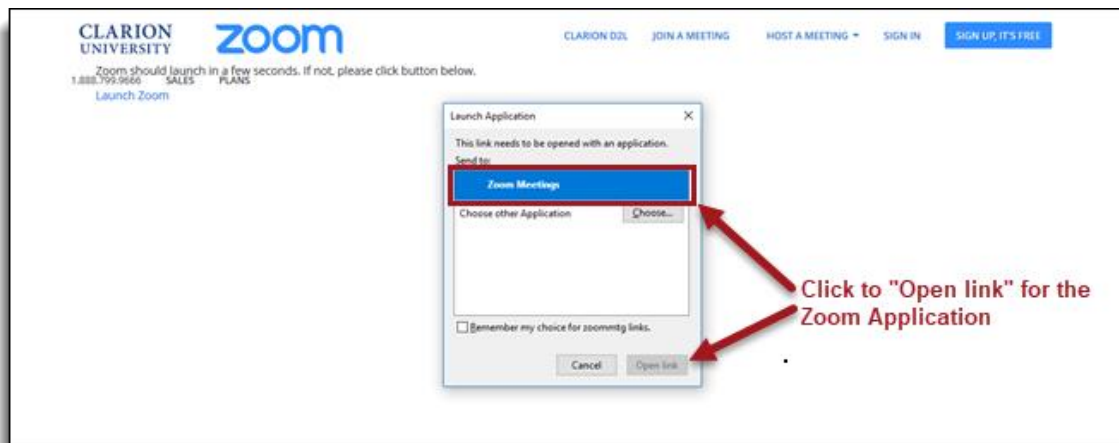 CLARION
UNIVERSITY
zoom
CLARION D2L JOIN A MEETING HOST A MEETING SIGN IN SIGN UP, IT'S FREE
Zoom should launch in a few seconds. If not, please click button below.
1.888.799.9666 SALES PLANS
Launch Zoom
Launch Application
This link needs to be opened with an application.
Send to:
Zoom Meetings
Choose other Application Choose...
Click to "Open link" for the
Zoom Application
Remember my choice for zoommtg links.
Cancel Open link
.